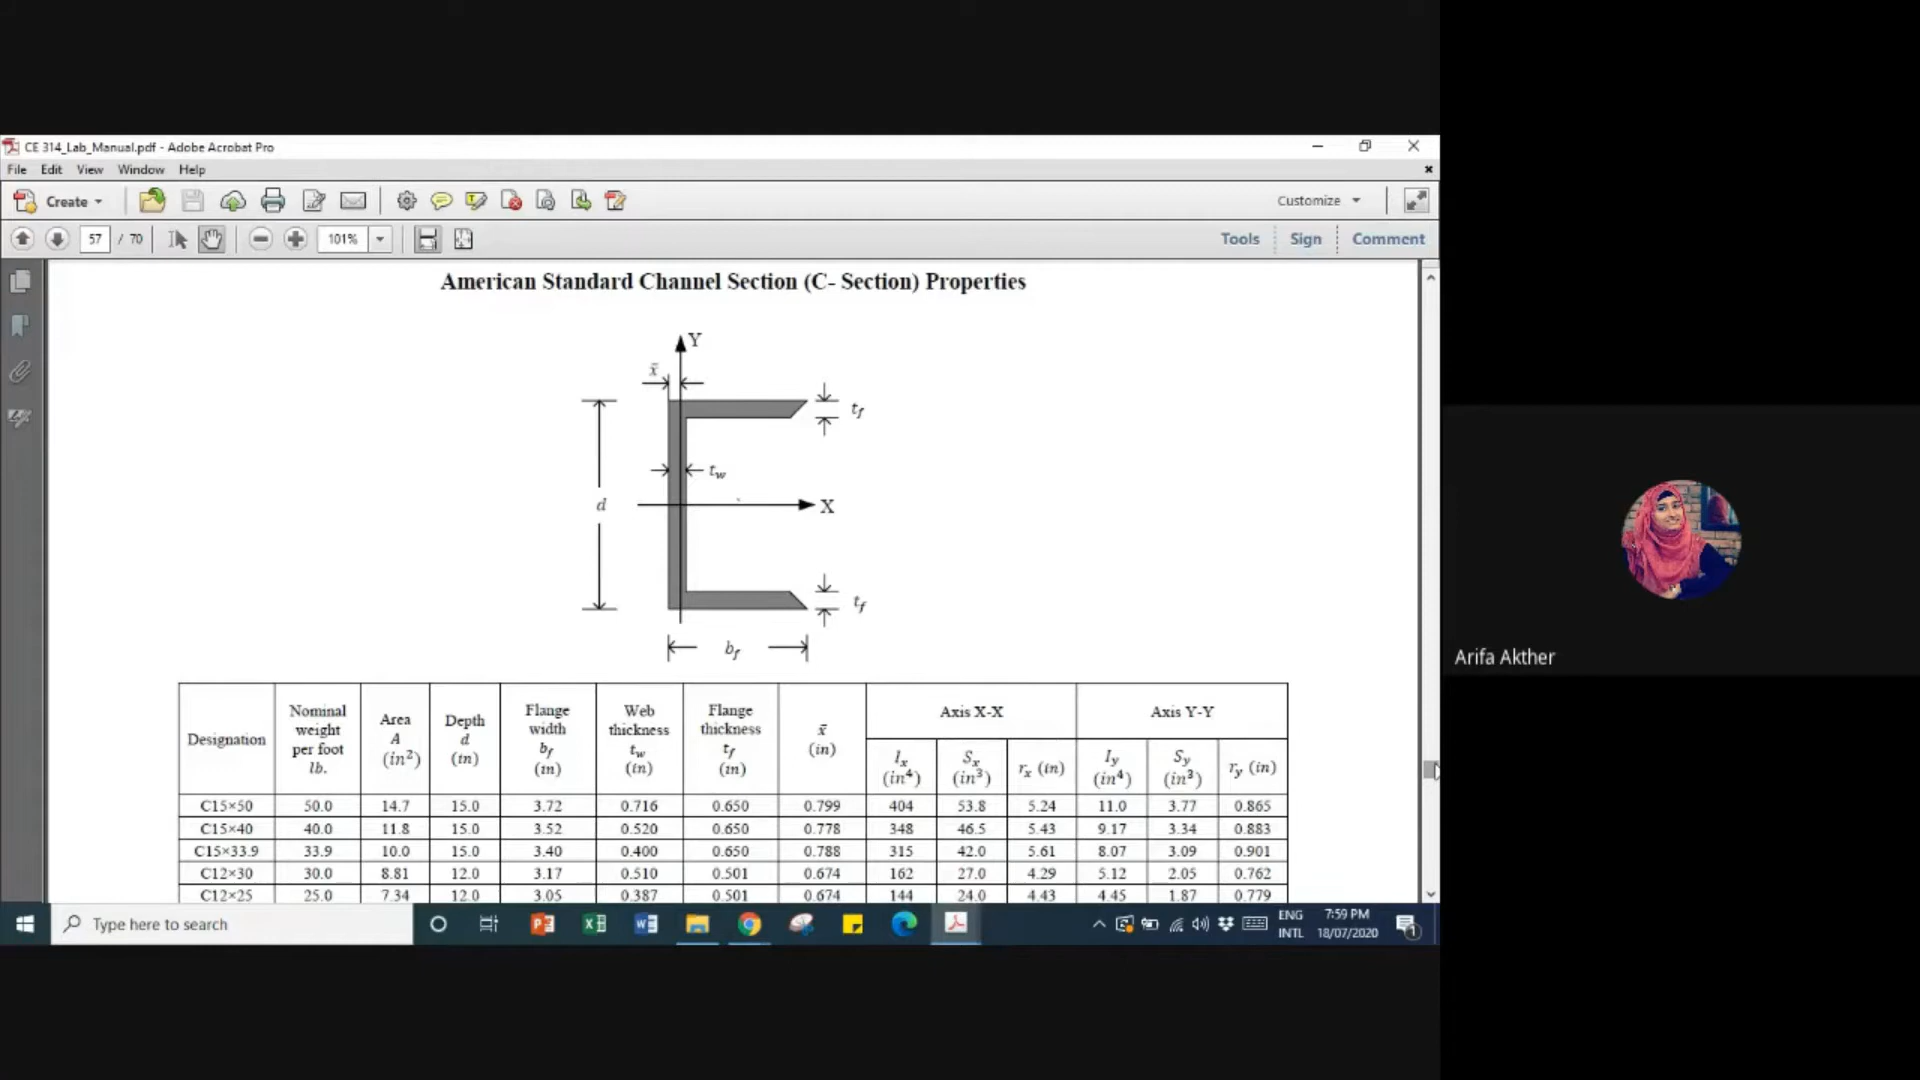 CE 314_Lab_Manual.pdf - Adobe Acrobat Pro
File Edit View Window Help
Create
Customize
57 / 70 101% Tools Sign Comment
American Standard Channel Section (C- Section) Properties
Y
x̄
t_f
t_w
d X
t_f
b_f
Designation Nominal weight per foot lb. Area A (in²) Depth d (in) Flange width b_f (in) Web thickness t_w (in) Flange thickness t_f (in) x̄ (in) Axis X-X Axis Y-Y
I_x (in⁴) S_x (in³) r_x (in) I_y (in⁴) S_y (in³) r_y (in)
C15×50 50.0 14.7 15.0 3.72 0.716 0.650 0.799 404 53.8 5.24 11.0 3.77 0.865
C15×40 40.0 11.8 15.0 3.52 0.520 0.650 0.778 348 46.5 5.43 9.17 3.34 0.883
C15×33.9 33.9 10.0 15.0 3.40 0.400 0.650 0.788 315 42.0 5.61 8.07 3.09 0.901
C12×30 30.0 8.81 12.0 3.17 0.510 0.501 0.674 162 27.0 4.29 5.12 2.05 0.762
C12×25 25.0 7.34 12.0 3.05 0.387 0.501 0.674 144 24.0 4.43 4.45 1.87 0.779
Type here to search
ENG 7:59 PM
INTL 18/07/2020
1
Arifa Akther